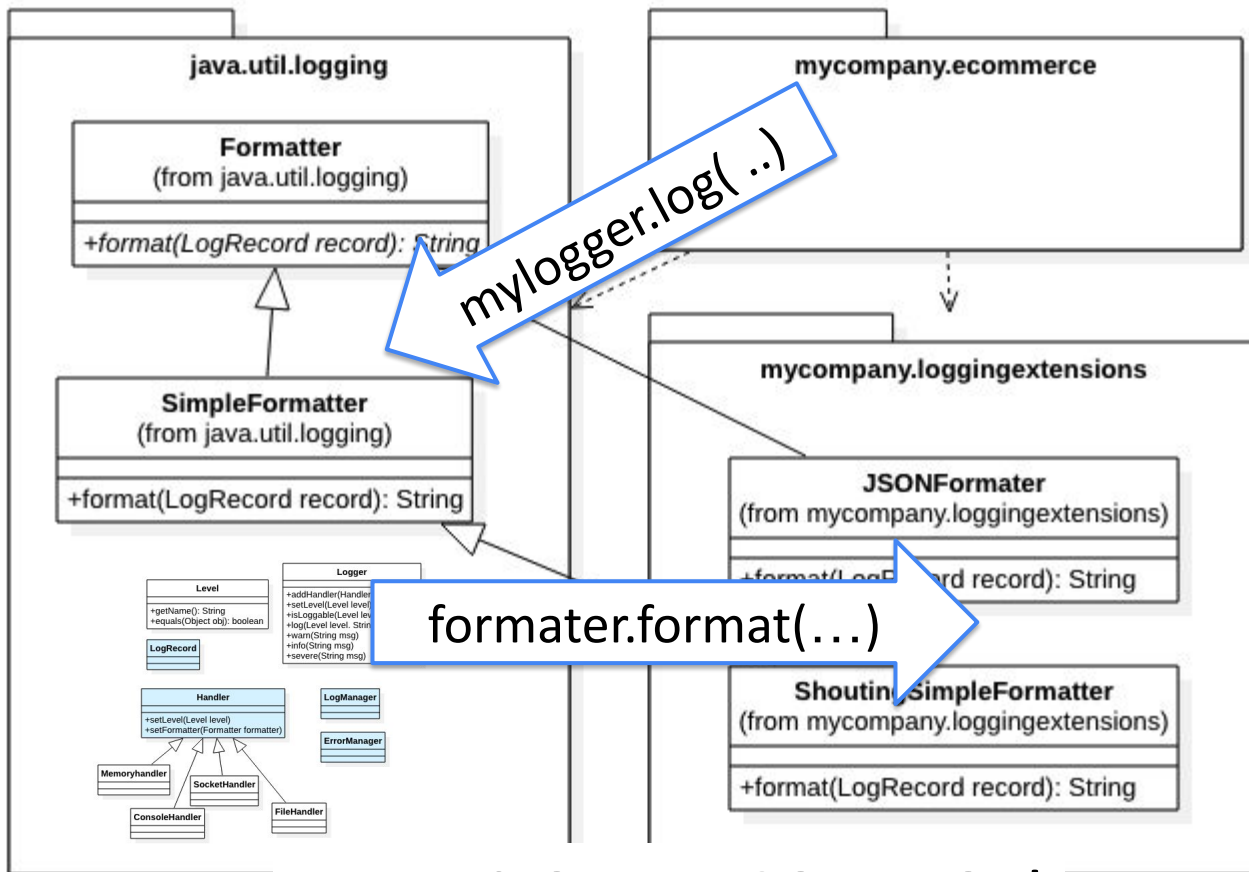 java.util.logging
Formatter
(from java.util.logging)
+format(LogRecord record): String
SimpleFormatter
(from java.util.logging)
+format(LogRecord record): String
Level
+getName(): String
+equals(Object obj): boolean
LogRecord
Logger
+addHandler(Handler
+setLevel(Level level)
+isLoggable(Level
+log(Level level.
+warn(String msg)
+info(String msg)
+severe(String msg)
Handler
+setLevel(Level level)
+setFormatter(Formatter formatter)
LogManager
ErrorManager
Memoryhandler
SocketHandler
ConsoleHandler
FileHandler
mylogger.log( ..)
formater.format(…)
mycompany.ecommerce
mycompany.loggingextensions
JSONFormater
(from mycompany.loggingextensions)
record): String
ShoutingSimpleFormatter
(from mycompany.loggingextensions)
+format(LogRecord record): String